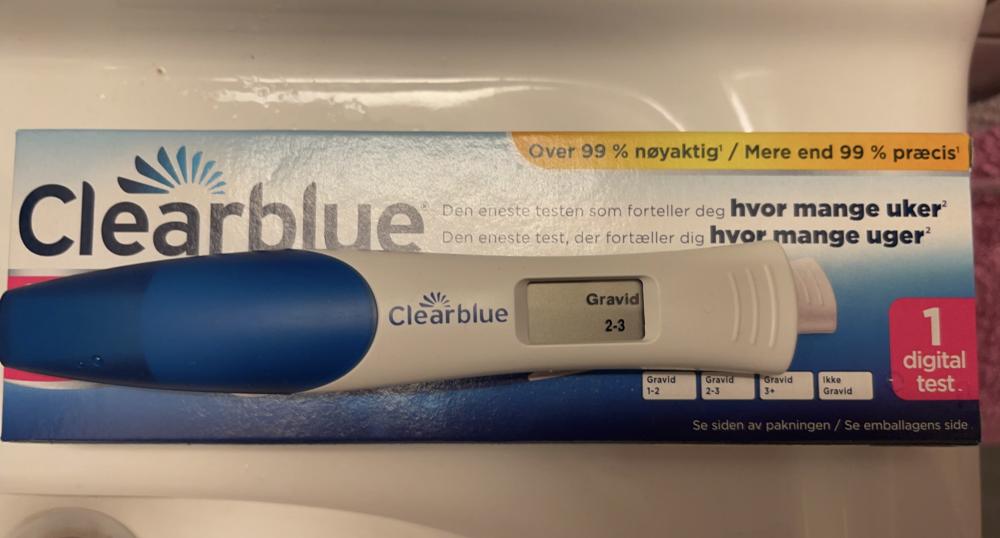 Over 99 % nøyaktig¹ / Mere end 99 % præcis¹
Clearblue®
Den eneste testen som forteller deg hvor mange uker²
Den eneste test, der fortæller dig hvor mange uger²
Clearblue
Gravid
2-3
1
digital
test.
Gravid
1-2
Gravid
2-3
Gravid
3+
Ikke
Gravid
Se siden av pakningen / Se emballagens side.